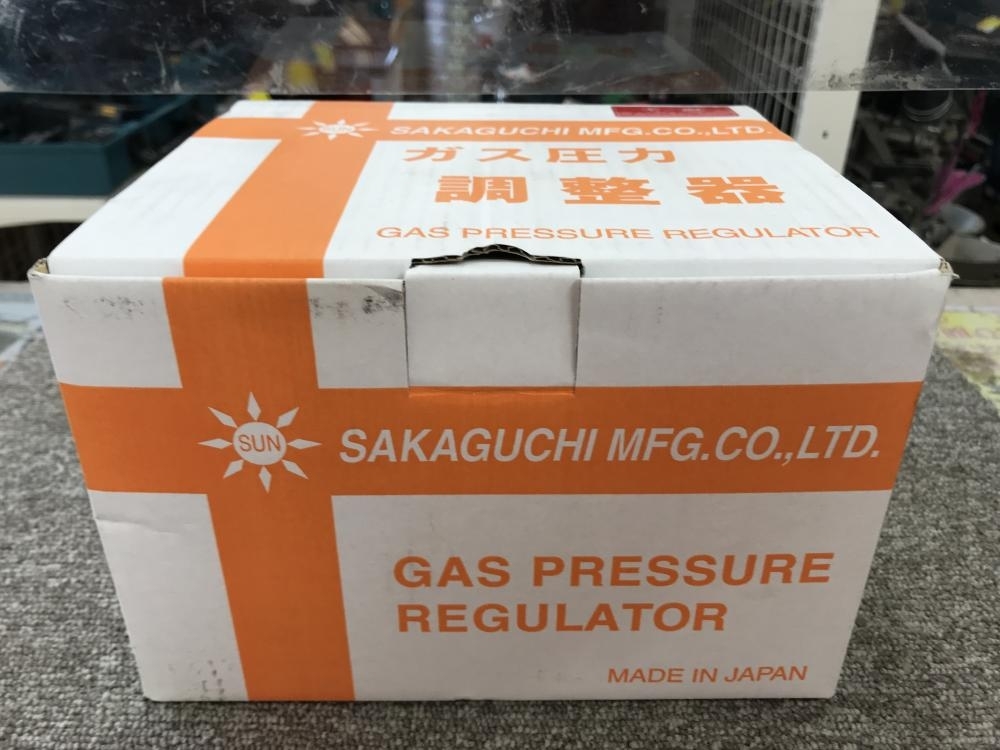 SUN SAKAGUCHI MFG.CO.,LTD.
ガス圧力
調整器
GAS PRESSURE REGULATOR
SUN SAKAGUCHI MFG.CO.,LTD.
GAS PRESSURE
REGULATOR
MADE IN JAPAN